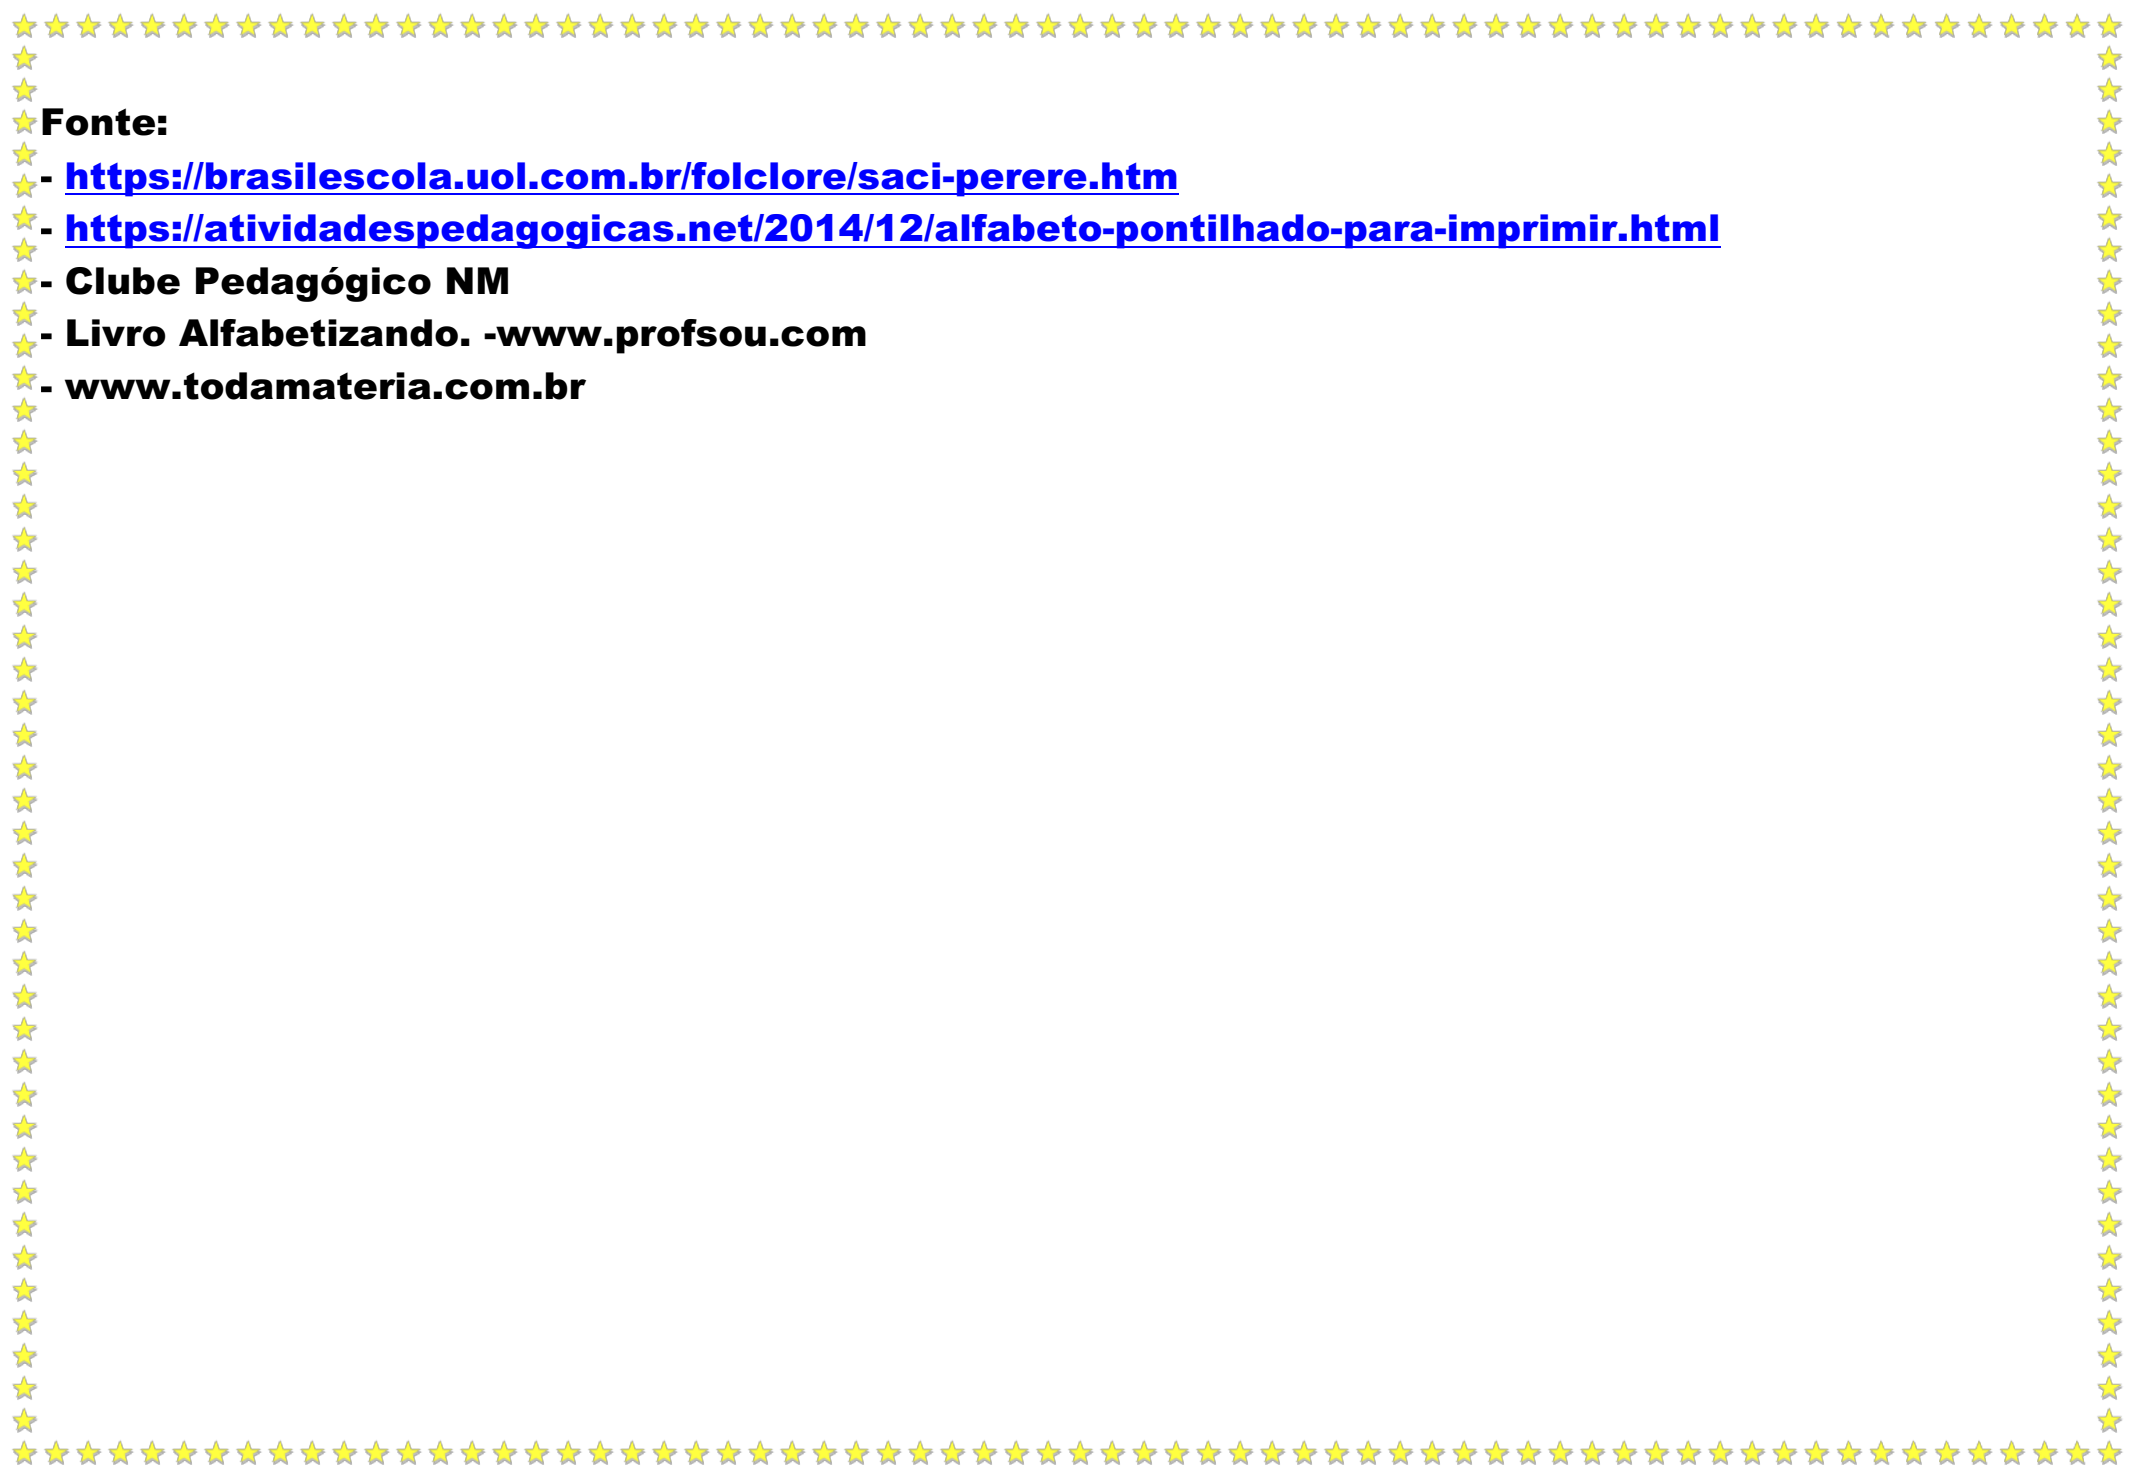 Fonte:
- https://brasilescola.uol.com.br/folclore/saci-perere.htm
- https://atividadespedagogicas.net/2014/12/alfabeto-pontilhado-para-imprimir.html
- Clube Pedagógico NM
- Livro Alfabetizando. -www.profsou.com
- www.todamateria.com.br